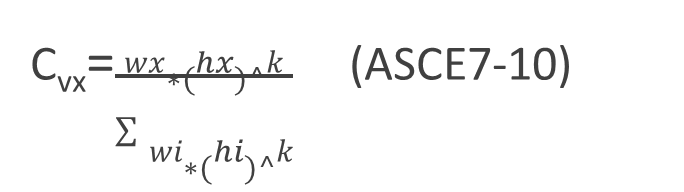 Cvx= wx *(hx)^k (ASCE7-10)
∑ wi *(hi)^k